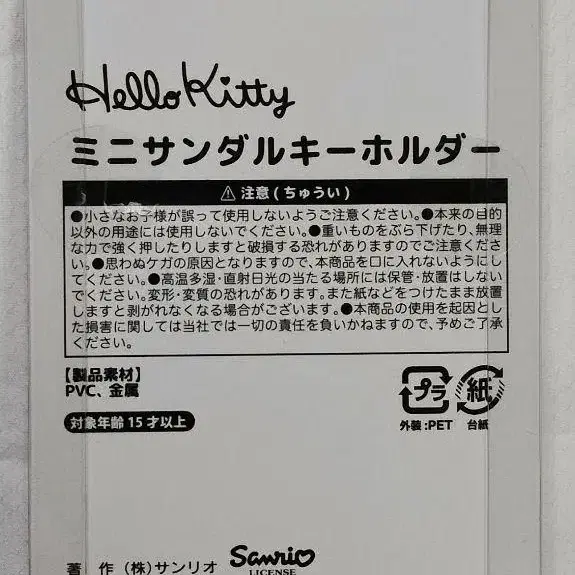 Hello Kitty
ミニサンダルキーホルダー
⚠ 注意(ちゅうい)
●小さなお子様が誤って使用しないようご注意ください。●本来の目的
以外の用途には使用しないでください。●重いものをぶら下げたり、無理
な力で強く押したりしますと破損する恐れがありますのでご注意くださ
い。●思わぬケガの原因となりますので、本商品を口に入れないようにし
てください。●高温多湿・直射日光の当たる場所には保管・放置はしない
でください。変形・変質の恐れがあります。また紙などをつけたまま放置
しますと剥がれなくなる場合がございます。●本商品の使用を起因とし
た損害に関しては当社では一切の責任を負いかねますので、予めご了承
ください。
【製品素材】
PVC、金属
対象年齢15才以上
プラ
紙
外装:PET
台紙
著 作 (株)サンリオ
Sanrio
LICENSE